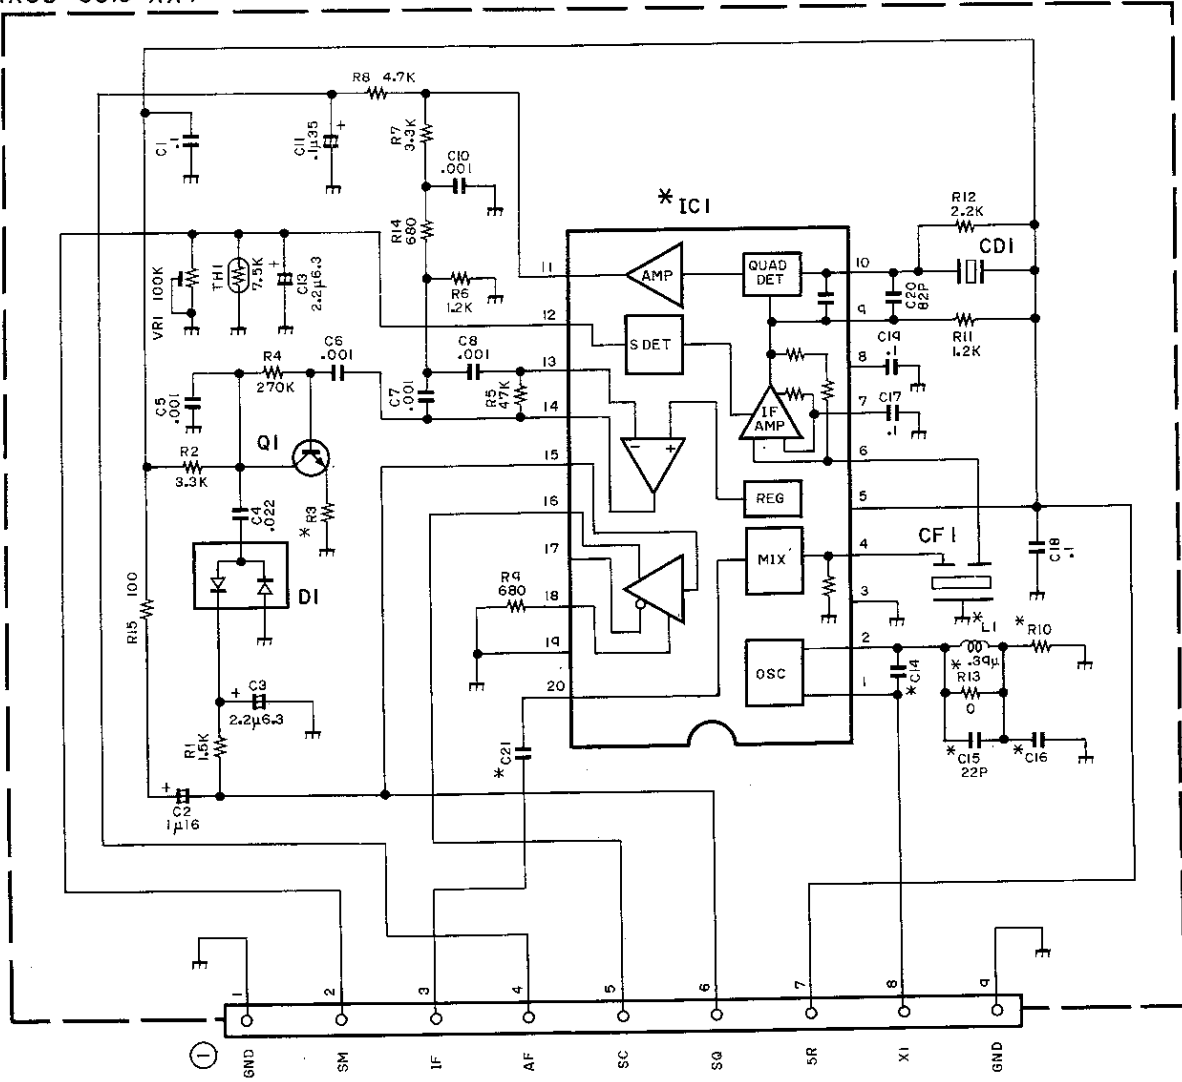 R8 4.7K
C1 .1
C11 .1µ35 +
R7 3.3K
C10 .001
R14 680
R6 1.2K
VR1 100K
TH1 7.5K
C13 2.2µ6.3 +
*IC1
R12
2.2K
CD1
C20 82P
R11
1.2K
C19 .1
C17 .1
AMP
QUAD DET
S DET
IF AMP
REG
MIX
OSC
- +
11
12
13
14
15
16
17
18
19
20
10
9
8
7
6
5
4
3
2
1
C5 .001
R4
270K
C6
.001
C7 .001
C8
.001
R5 47K
Q1
R2
3.3K
*R3
C4 .022
D1
R15 100
R9
680
CF1
C18 .1
*L1
.39µ
*R10
*
R13
0
*C14
*C15
22P
*C16
*C21
+ C3
2.2µ6.3
R1 1.5K
+
C2
1µ16
1
2
3
4
5
6
7
8
9
1
GND
SM
IF
AF
SC
SQ
5R
X1
GND